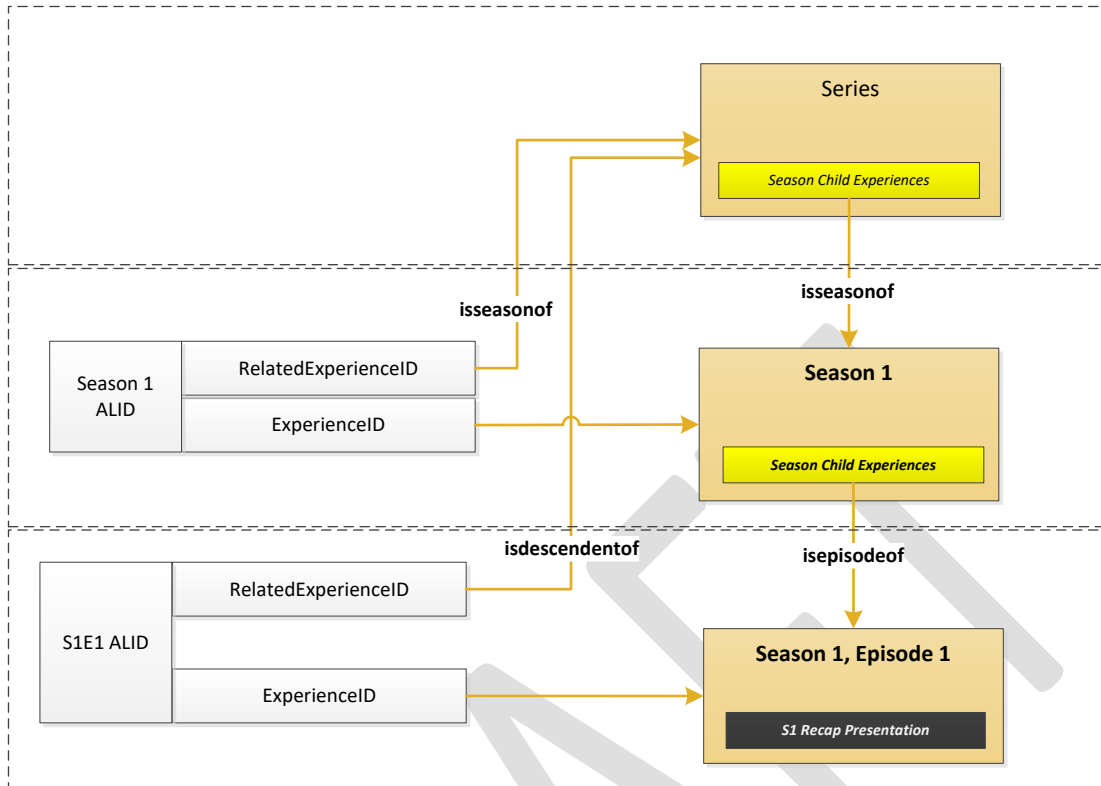 Series
Season Child Experiences
isseasonof
isseasonof
Season 1
ALID
RelatedExperienceID
ExperienceID
Season 1
Season Child Experiences
isdescendentof
isepisodeof
S1E1 ALID
RelatedExperienceID
ExperienceID
Season 1, Episode 1
S1 Recap Presentation